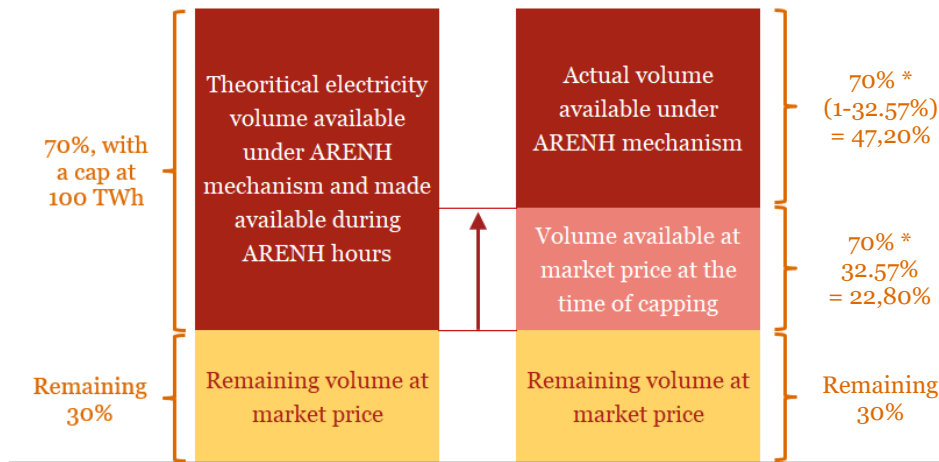 70%, with
a cap at
100 TWh
Theoritical electricity
volume available
under ARENH
mechanism and made
available during
ARENH hours
Actual volume
available under
ARENH mechanism
70% *
(1-32.57%)
= 47,20%
Volume available at
market price at the
time of capping
70% *
32.57%
= 22,80%
Remaining
30%
Remaining volume at
market price
Remaining volume at
market price
Remaining
30%